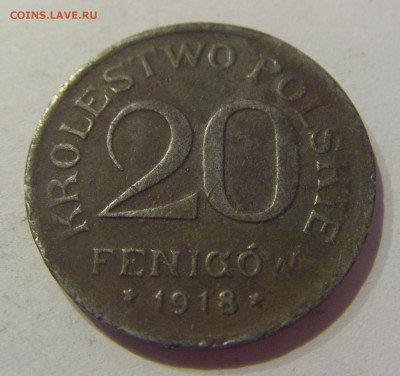 COINS.LAVE.RU
KRÓLESTWO POLSKIE
20
FENIGÓW
* 1918 *